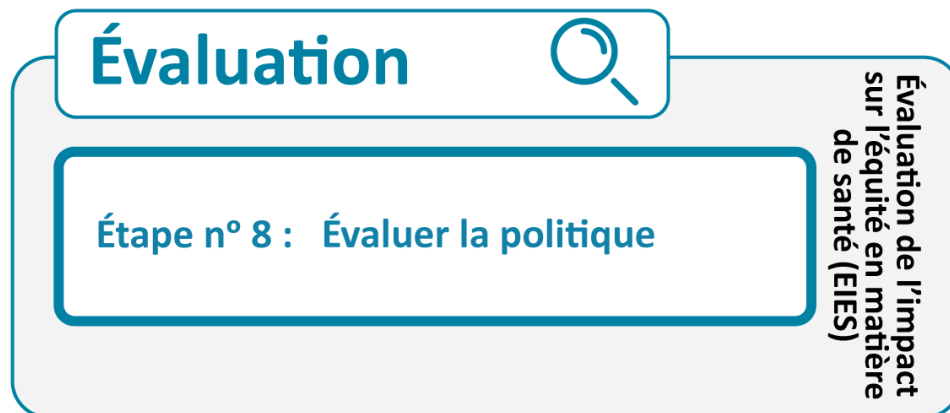 Évaluation
Étape nº 8 : Évaluer la politique
Évaluation de l'impact
sur l'équité en matière
de santé (EIES)